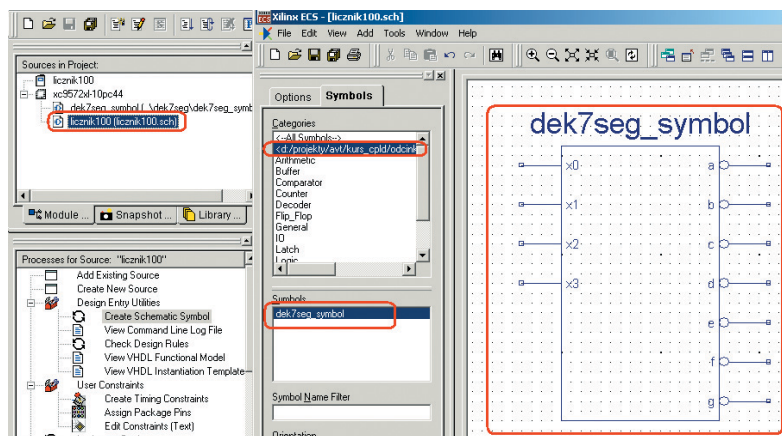 Xilinx ECS - [licznik100.sch]
File Edit View Add Tools Window Help
Sources in Project:
licznik100
xc9572xl-10pc44
dek7seg_symbol (..\dek7seg\dek7seg_symb
licznik100 (licznik100.sch)
Module ... Snapshot ... Library ...
Processes for Source: "licznik100"
Add Existing Source
Create New Source
Design Entry Utilities
Create Schematic Symbol
View Command Line Log File
Check Design Rules
View VHDL Functional Model
View VHDL Instantiation Template
User Constraints
Create Timing Constraints
Assign Package Pins
Edit Constraints (Text)
Options Symbols
Categories
<--All Symbols-->
<d:/projekty/avt/kurs_cpld/odcink
Arithmetic
Buffer
Comparator
Counter
Decoder
Flip_Flop
General
IO
Latch
Logic
Symbols
dek7seg_symbol
Symbol Name Filter
Orientation
dek7seg_symbol
x0 a
x1 b
x2 c
x3 d
e
f
g